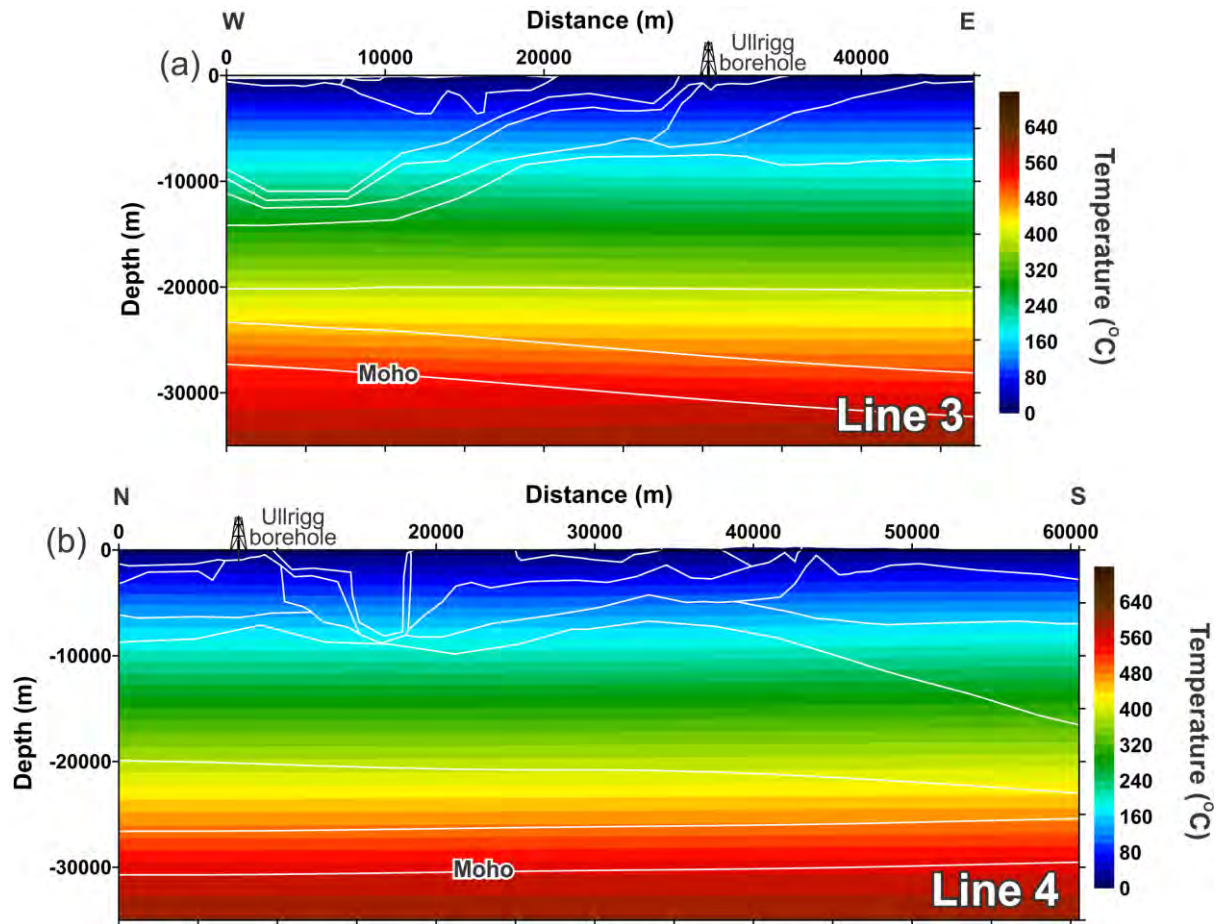 W
Distance (m)
E
Ullrigg
borehole
(a)
0
10000
20000
40000
0
-10000
-20000
-30000
Depth (m)
Moho
Line 3
640
560
480
400
320
240
160
80
0
Temperature (°C)
N
Distance (m)
S
Ullrigg
borehole
(b)
0
20000
30000
40000
50000
60000
0
-10000
-20000
-30000
Depth (m)
Moho
Line 4
640
560
480
400
320
240
160
80
0
Temperature (°C)